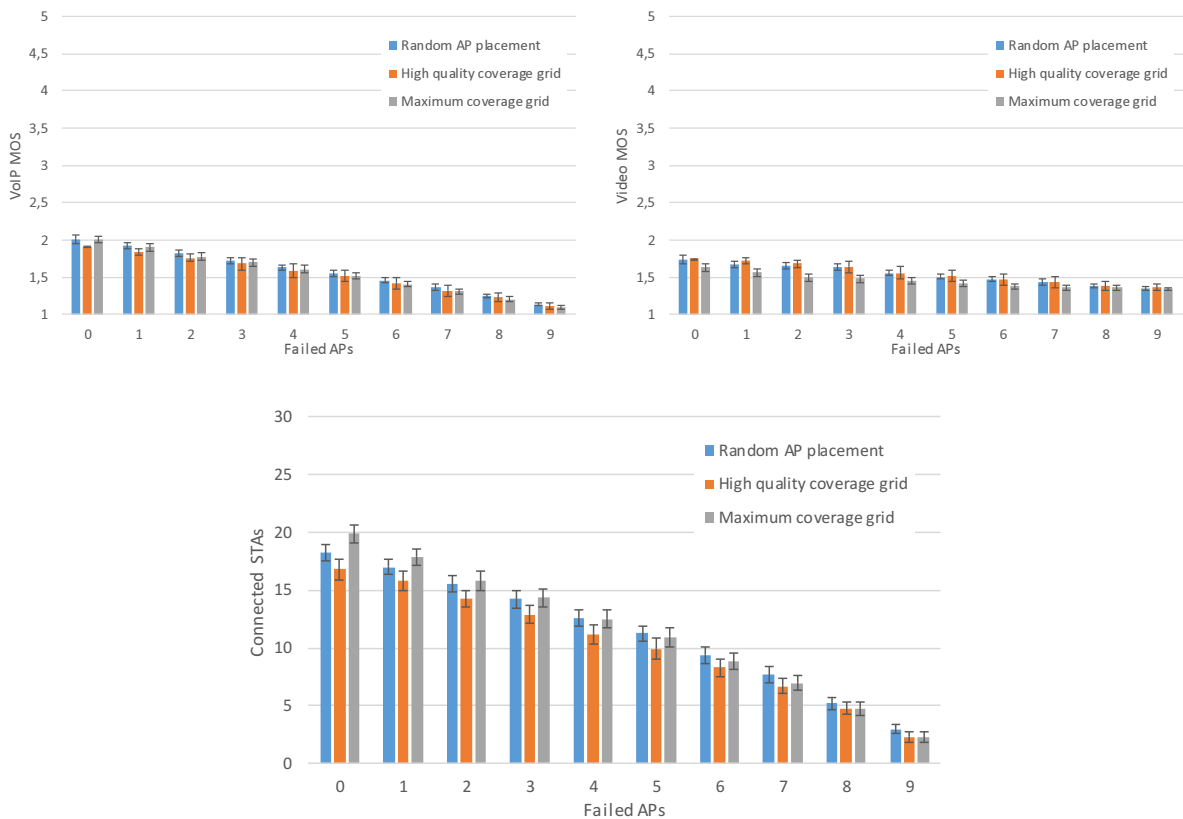 5
4,5
4
3,5
3
2,5
2
1,5
1
VoIP MOS
Random AP placement
High quality coverage grid
Maximum coverage grid
0 1 2 3 4 5 6 7 8 9
Failed APs
5
4,5
4
3,5
3
2,5
2
1,5
1
Video MOS
Random AP placement
High quality coverage grid
Maximum coverage grid
0 1 2 3 4 5 6 7 8 9
Failed APs
30
25
20
15
10
5
0
Connected STAs
Random AP placement
High quality coverage grid
Maximum coverage grid
0 1 2 3 4 5 6 7 8 9
Failed APs